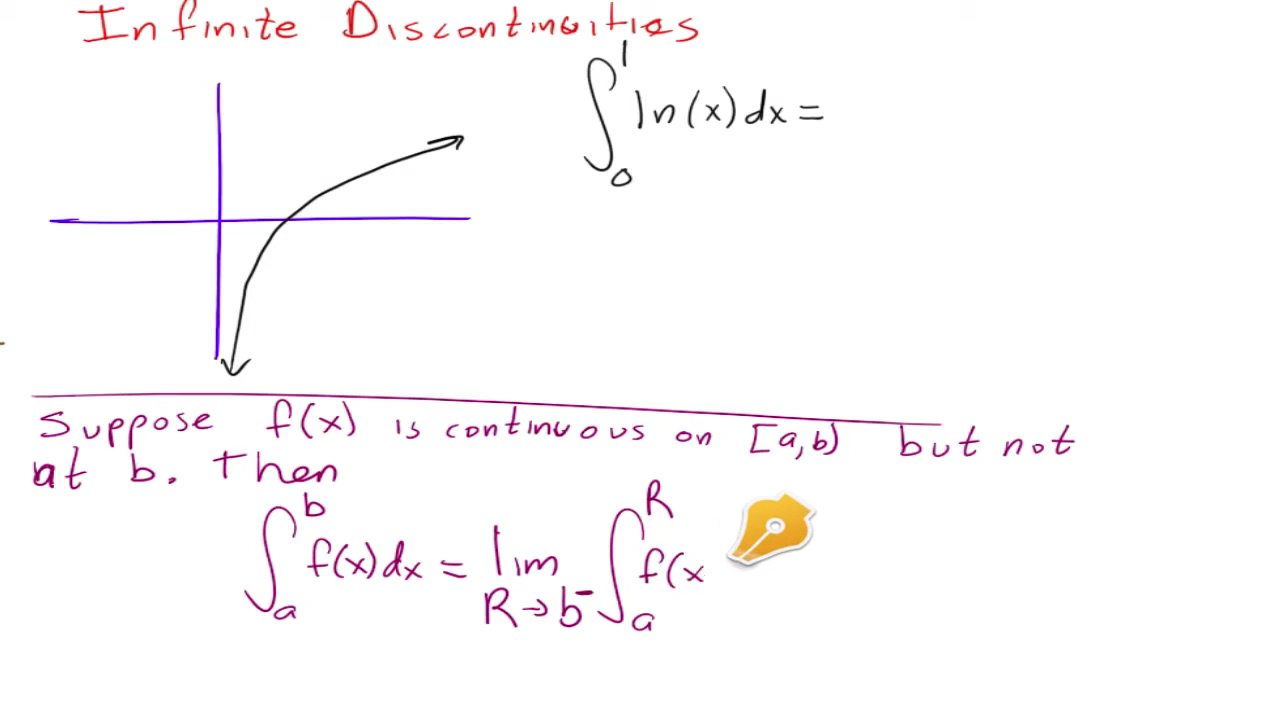 Infinite Discontinuities
∫₀¹ ln(x)dx =
Suppose f(x) is continuous on [a,b) but not
at b. Then
∫ₐᵇ f(x)dx = lim R→b⁻ ∫ₐᴿ f(x